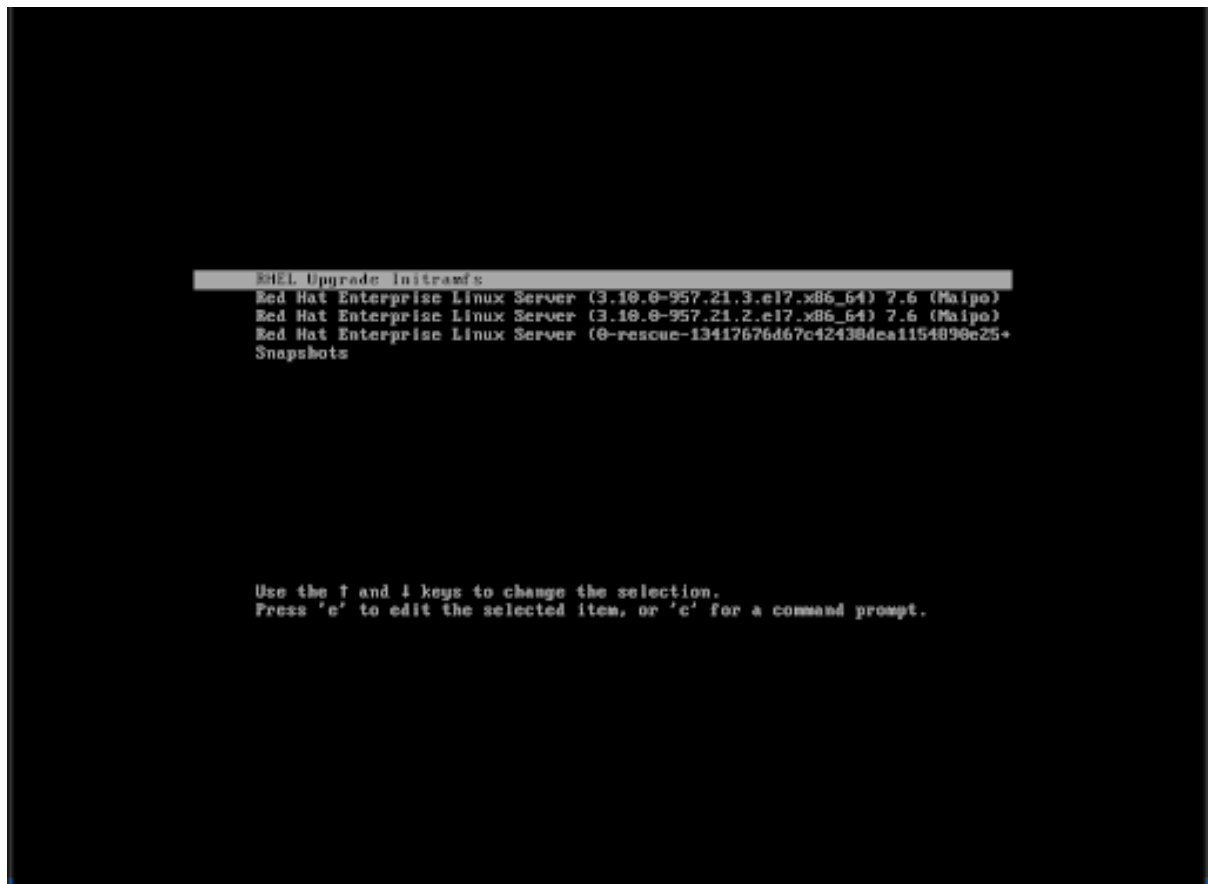 RHEL Upgrade Initramfs
Red Hat Enterprise Linux Server (3.10.0-957.21.3.el7.x86_64) 7.6 (Maipo)
Red Hat Enterprise Linux Server (3.10.0-957.21.2.el7.x86_64) 7.6 (Maipo)
Red Hat Enterprise Linux Server (0-rescue-13417676d67c42438dea1154890e25+
Snapshots
Use the ↑ and ↓ keys to change the selection.
Press 'e' to edit the selected item, or 'c' for a command prompt.